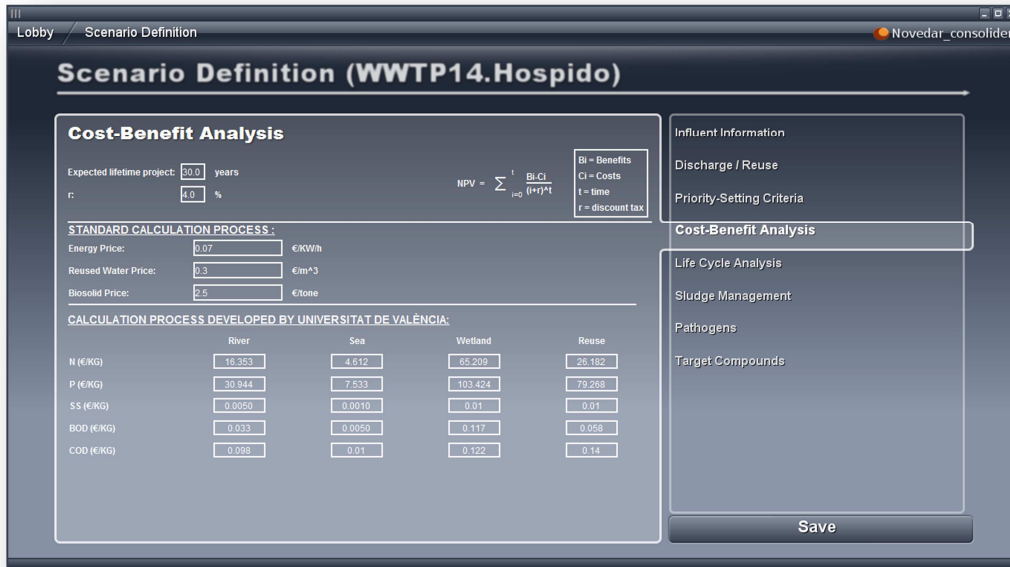 Lobby / Scenario Definition
Novedar_consolider
Scenario Definition (WWTP14.Hospido)
Cost-Benefit Analysis
Expected lifetime project: 30.0 years
r: 4.0 %
NPV = ∑ t i=0 Bi-Ci (i+r)^t
Bi = Benefits
Ci = Costs
t = time
r = discount tax
STANDARD CALCULATION PROCESS :
Energy Price: 0.07 €/KW/h
Reused Water Price: 0.3 €/m^3
Biosolid Price: 2.5 €/tone
CALCULATION PROCESS DEVELOPED BY UNIVERSITAT DE VALÈNCIA:
River Sea Wetland Reuse
N (€/KG) 16.353 4.612 65.209 26.182
P (€/KG) 30.944 7.533 103.424 79.268
SS (€/KG) 0.0050 0.0010 0.01 0.01
BOD (€/KG) 0.033 0.0050 0.117 0.058
COD (€/KG) 0.098 0.01 0.122 0.14
Influent Information
Discharge / Reuse
Priority-Setting Criteria
Cost-Benefit Analysis
Life Cycle Analysis
Sludge Management
Pathogens
Target Compounds
Save